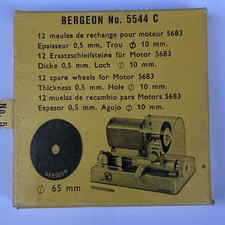 BERGEON No. 5544 C
12 meules de rechange pour moteur 5683
Epaisseur 0,5 mm. Trou ϕ 10 mm.
12 Ersatzschleifsteine für Motor 5683
Dicke 0,5 mm. Loch ϕ 10 mm.
12 spare wheels for Motor 5683
Thickness 0,5 mm. Hole ϕ 10 mm.
12 muelas de recambio para Motors 5683
Espesor 0,5 mm. Agujo ϕ 10 mm.
BERGEON
ϕ 65 mm
No. 5